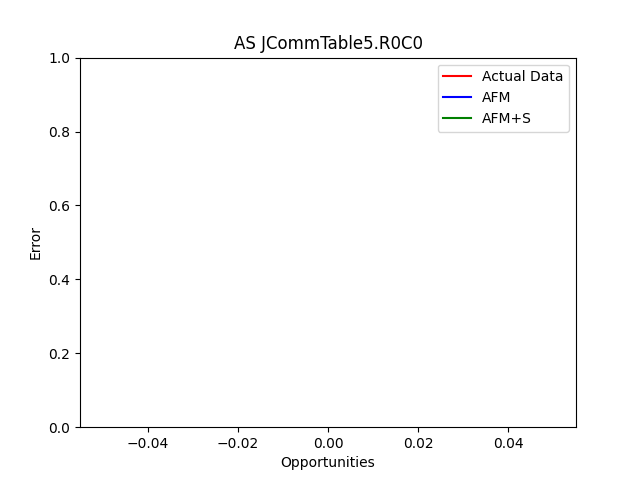 AS JCommTable5.R0C0
Actual Data
AFM
AFM+S
1.0
0.8
0.6
0.4
0.2
0.0
Error
−0.04 −0.02 0.00 0.02 0.04
Opportunities